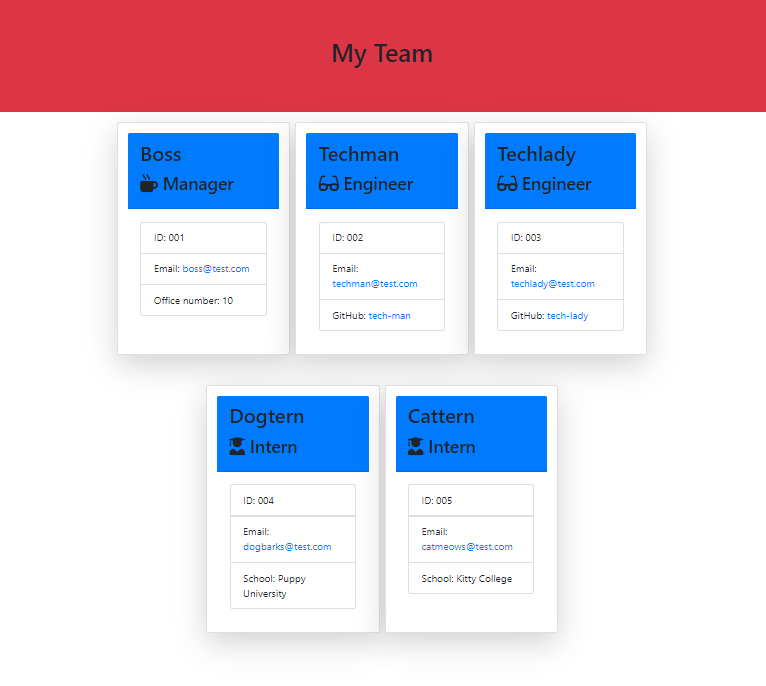 My Team
Boss
Manager
ID: 001
Email: boss@test.com
Office number: 10
Techman
Engineer
ID: 002
Email:
techman@test.com
GitHub: tech-man
Techlady
Engineer
ID: 003
Email:
techlady@test.com
GitHub: tech-lady
Dogtern
Intern
ID: 004
Email:
dogbarks@test.com
School: Puppy
University
Cattern
Intern
ID: 005
Email:
catmeows@test.com
School: Kitty College